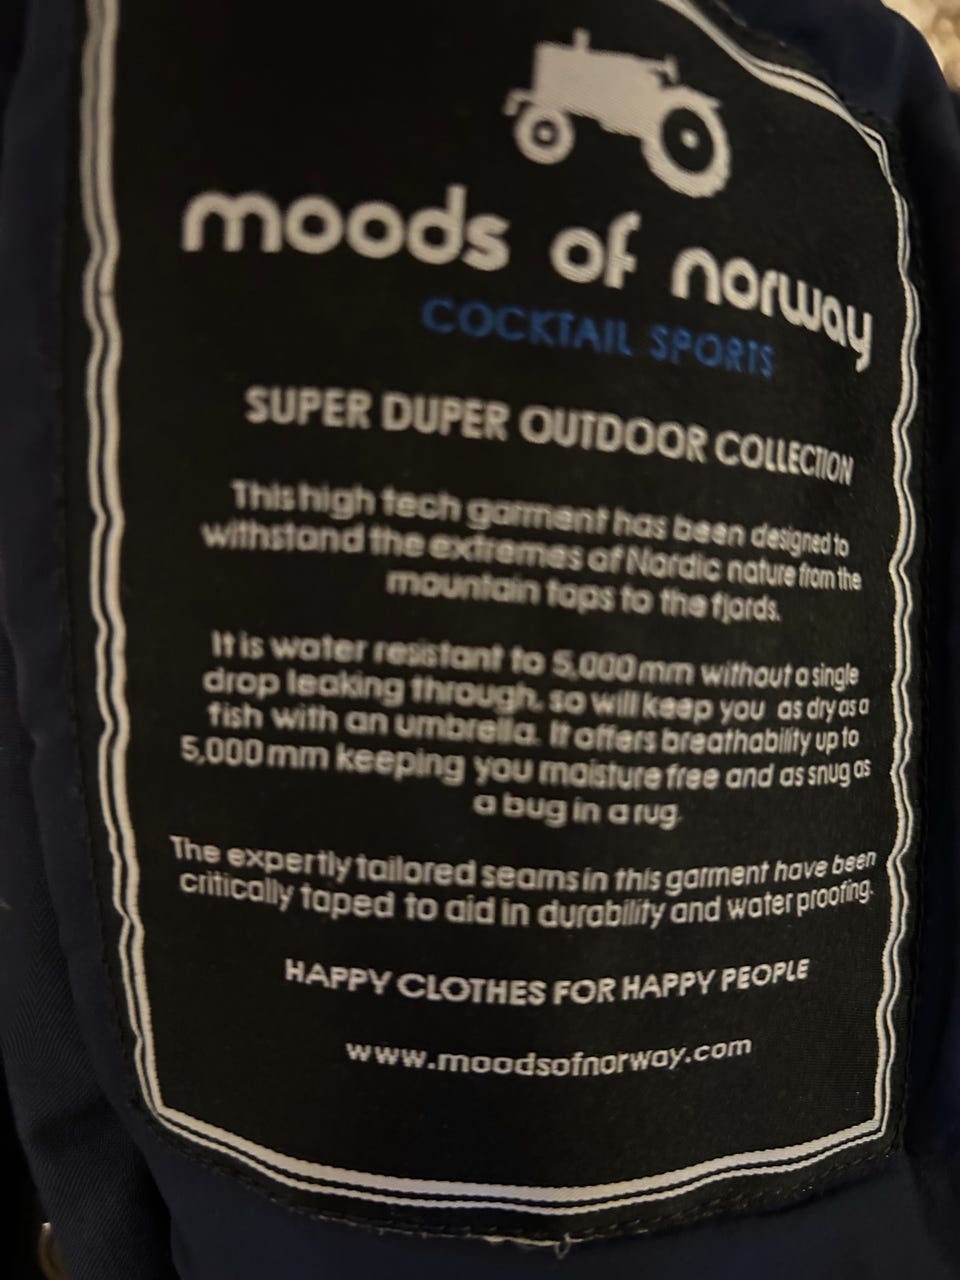 moods of norway
COCKTAIL SPORTS
SUPER DUPER OUTDOOR COLLECTION
This high tech garment has been designed to
withstand the extremes of Nordic nature from the
mountain tops to the fjords.
It is water resistant to 5,000mm without a single
drop leaking through, so will keep you as dry as a
fish with an umbrella. It offers breathability up to
5,000mm keeping you moisture free and as snug as
a bug in a rug.
The expertly tailored seams in this garment have been
critically taped to aid in durability and water proofing.
HAPPY CLOTHES FOR HAPPY PEOPLE
www.moodsofnorway.com